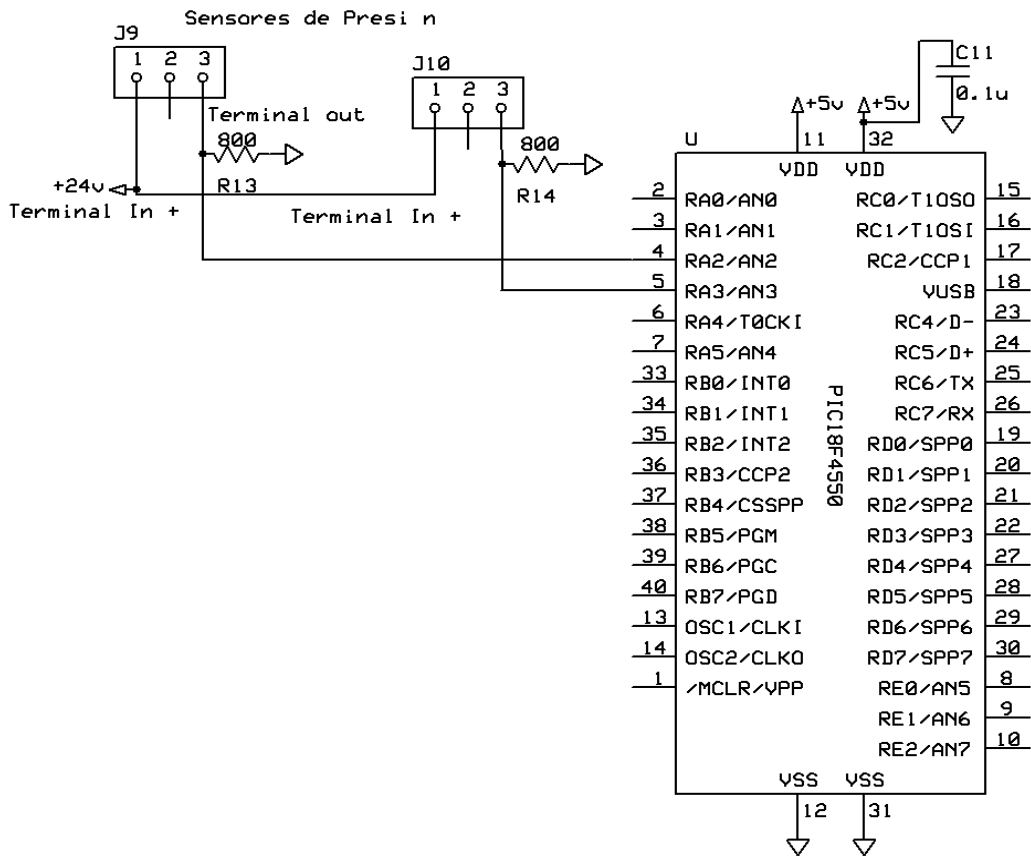 Sensores de Presi n
J9
1 2 3
J10
1 2 3
Terminal out
800
R13
+24v
Terminal In +
800
R14
Terminal In +
C11
0.1u
+5v
+5v
U
11
32
VDD
VDD
2 RA0/AN0
3 RA1/AN1
4 RA2/AN2
5 RA3/AN3
6 RA4/T0CKI
7 RA5/AN4
33 RB0/INT0
34 RB1/INT1
35 RB2/INT2
36 RB3/CCP2
37 RB4/CSSPP
38 RB5/PGM
39 RB6/PGC
40 RB7/PGD
13 OSC1/CLKI
14 OSC2/CLKO
1 /MCLR/VPP
PIC18F4550
RC0/T1OSO 15
RC1/T1OSI 16
RC2/CCP1 17
VUSB 18
RC4/D- 23
RC5/D+ 24
RC6/TX 25
RC7/RX 26
RD0/SPP0 19
RD1/SPP1 20
RD2/SPP2 21
RD3/SPP3 22
RD4/SPP4 27
RD5/SPP5 28
RD6/SPP6 29
RD7/SPP7 30
RE0/AN5 8
RE1/AN6 9
RE2/AN7 10
VSS
VSS
12
31